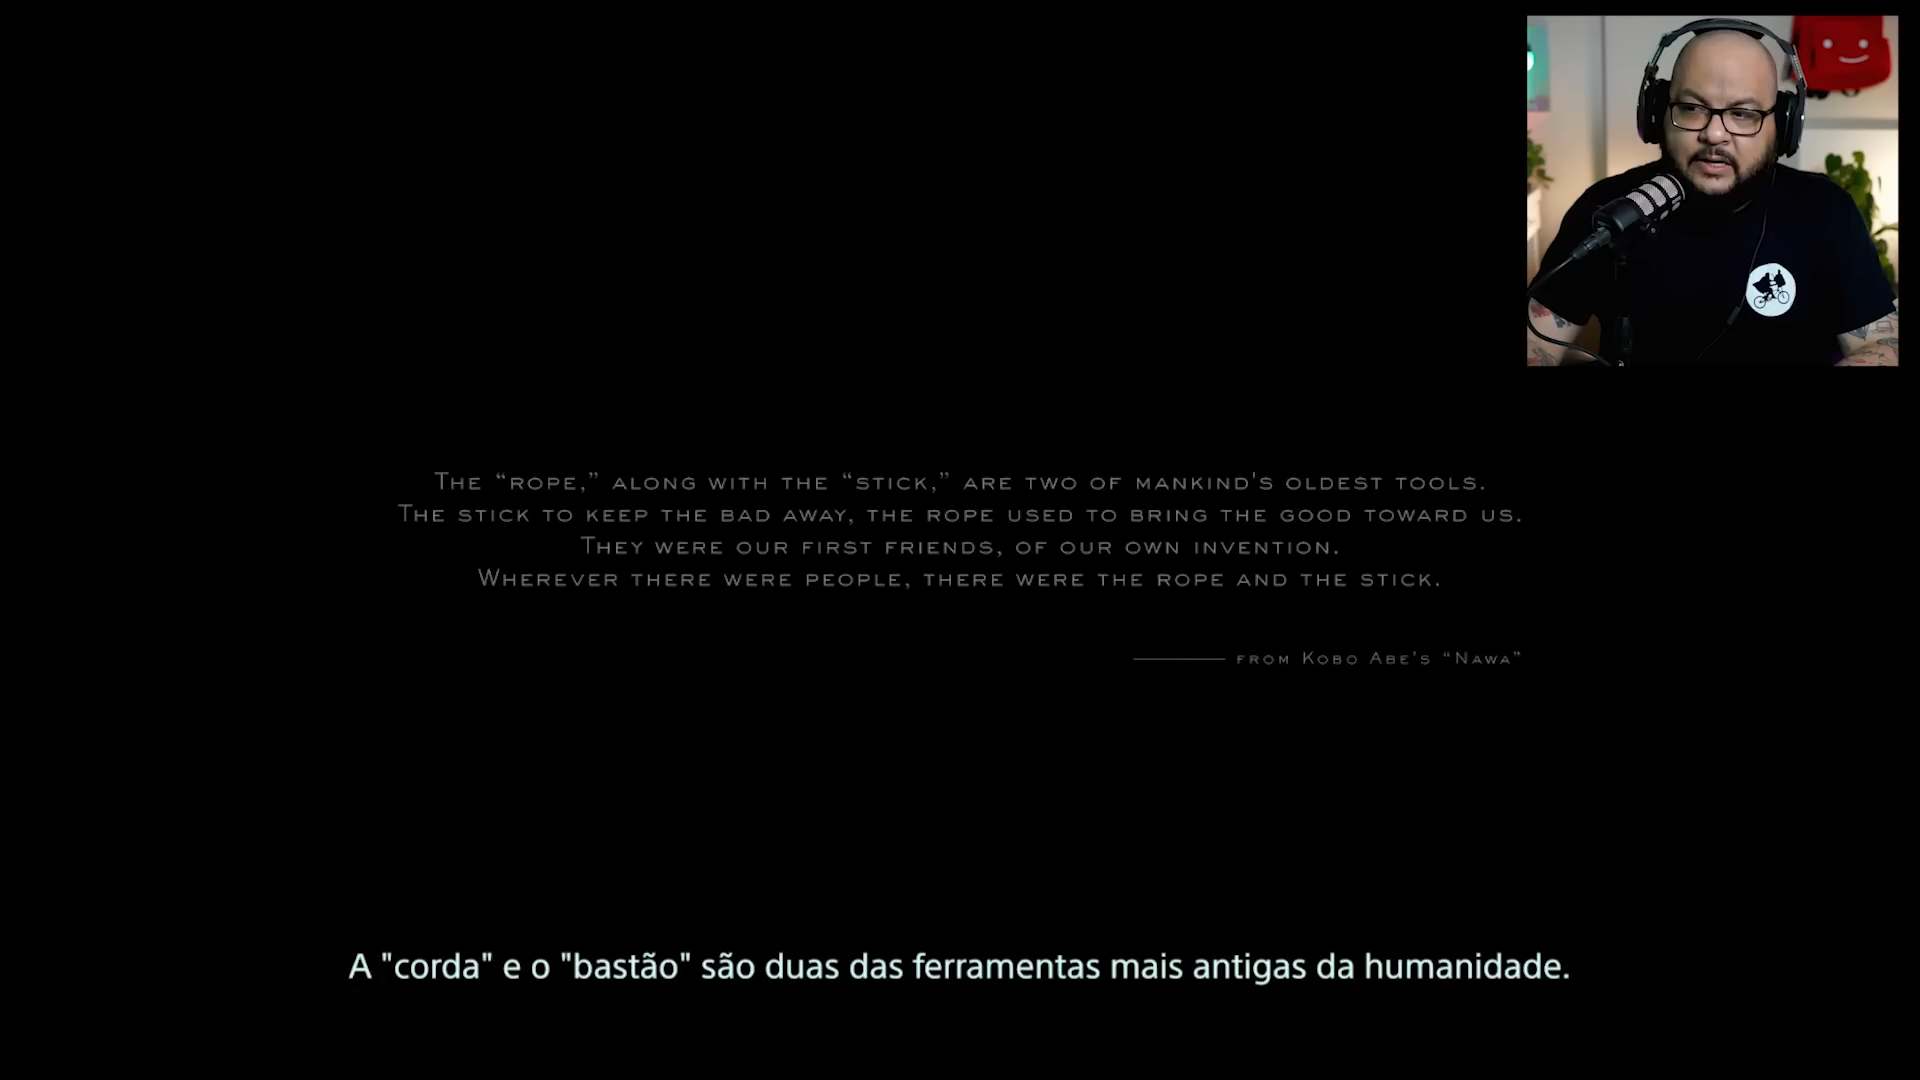 The “rope,” along with the “stick,” are two of mankind's oldest tools.
The stick to keep the bad away, the rope used to bring the good toward us.
They were our first friends, of our own invention.
Wherever there were people, there were the rope and the stick.
from Kobo Abe's “Nawa”
A "corda" e o "bastão" são duas das ferramentas mais antigas da humanidade.